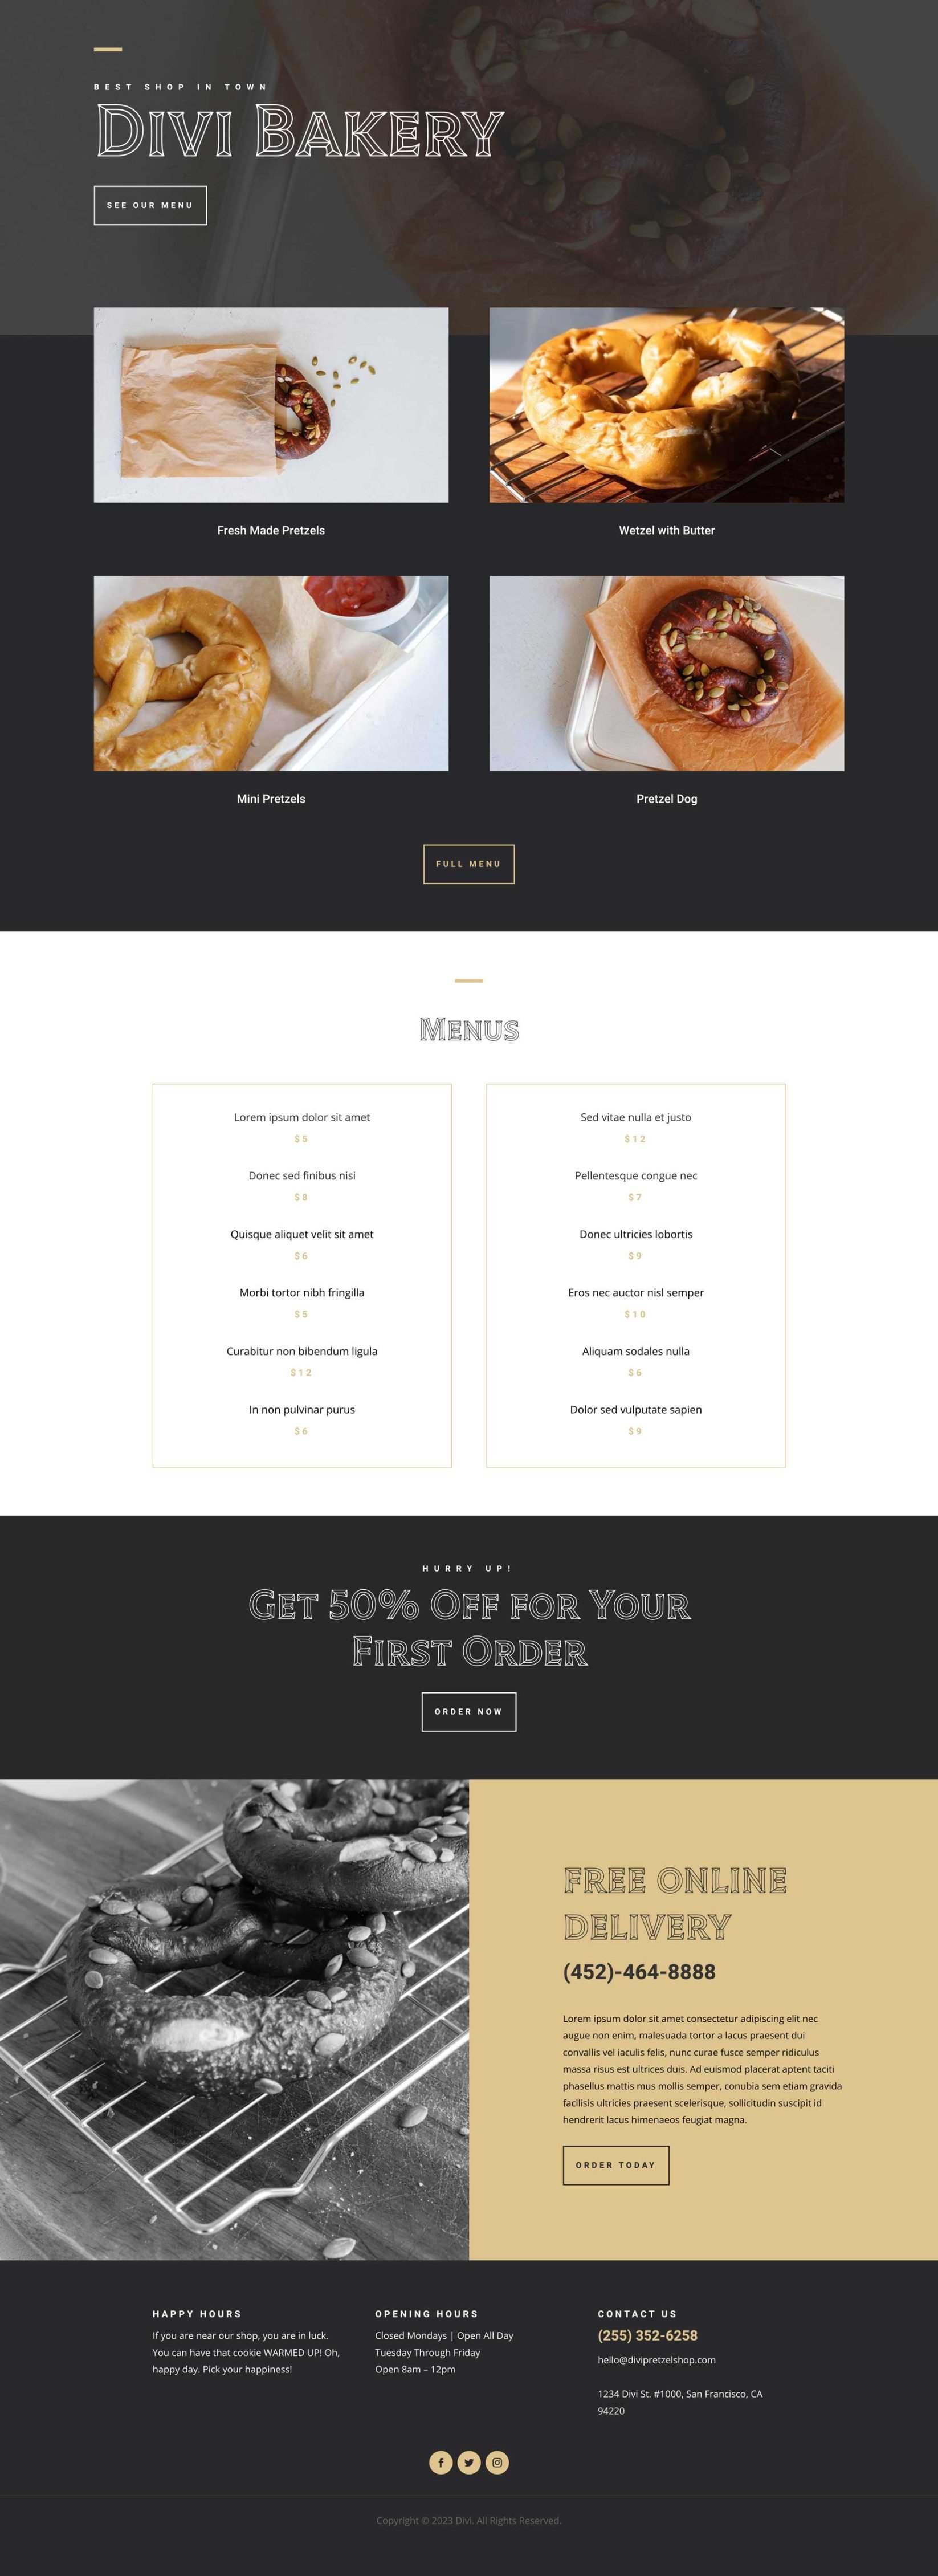 BEST SHOP IN TOWN
DIVI BAKERY
SEE OUR MENU
Fresh Made Pretzels
Wetzel with Butter
Mini Pretzels
Pretzel Dog
FULL MENU
MENUS
Lorem ipsum dolor sit amet
$5
Donec sed finibus nisi
$8
Quisque aliquet velit sit amet
$6
Morbi tortor nibh fringilla
$5
Curabitur non bibendum ligula
$12
In non pulvinar purus
$6
Sed vitae nulla et justo
$12
Pellentesque congue nec
$7
Donec ultricies lobortis
$9
Eros nec auctor nisl semper
$10
Aliquam sodales nulla
$6
Dolor sed vulputate sapien
$9
HURRY UP!
GET 50% OFF FOR YOUR
FIRST ORDER
ORDER NOW
FREE ONLINE
DELIVERY
(452)-464-8888
Lorem ipsum dolor sit amet consectetur adipiscing elit nec
augue non enim, malesuada tortor a lacus praesent dui
convallis vel iaculis felis, nunc curae fusce semper ridiculus
massa risus est ultrices duis. Ad euismod placerat aptent taciti
phasellus mattis mus mollis semper, conubia sem etiam gravida
facilisis ultricies praesent scelerisque, sollicitudin suscipit id
hendrerit lacus himenaeos feugiat magna.
ORDER TODAY
HAPPY HOURS
If you are near our shop, you are in luck.
You can have that cookie WARMED UP! Oh,
happy day. Pick your happiness!
OPENING HOURS
Closed Mondays | Open All Day
Tuesday Through Friday
Open 8am – 12pm
CONTACT US
(255) 352-6258
hello@divipretzelshop.com
1234 Divi St. #1000, San Francisco, CA
94220
Copyright © 2023 Divi. All Rights Reserved.